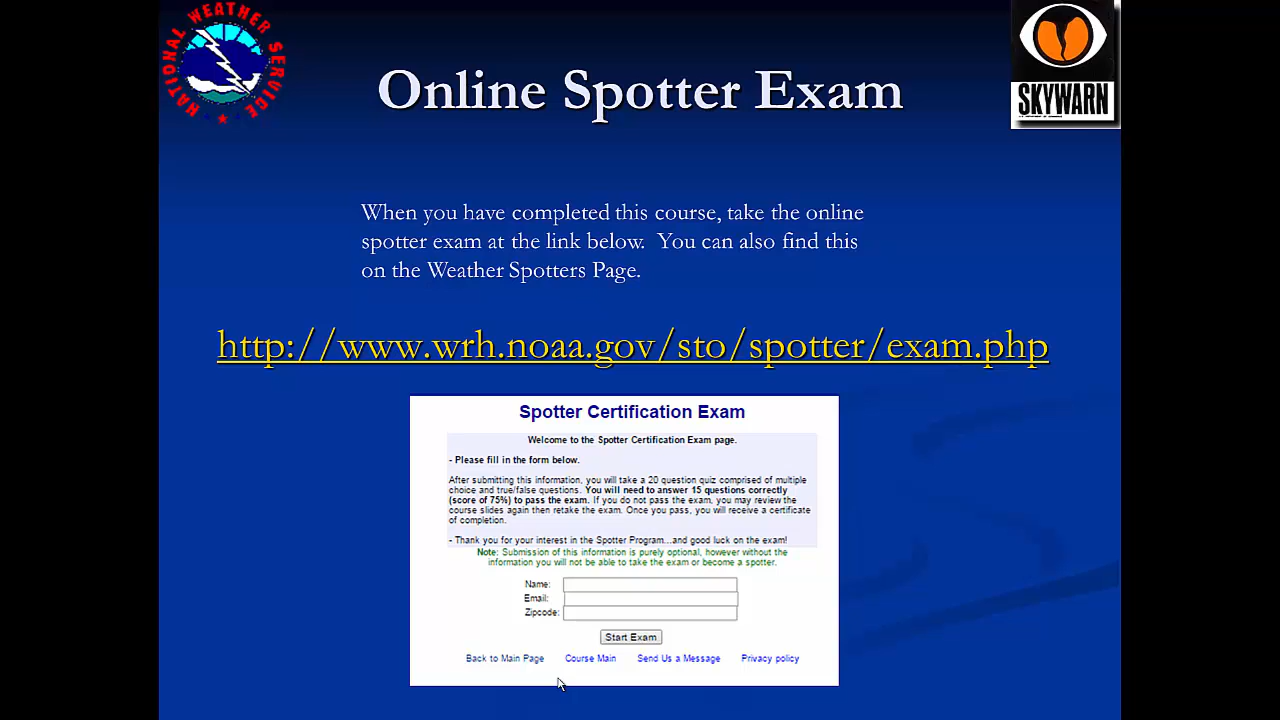 NATIONAL WEATHER SERVICE
SKYWARN
Online Spotter Exam
When you have completed this course, take the online
spotter exam at the link below. You can also find this
on the Weather Spotters Page.
http://www.wrh.noaa.gov/sto/spotter/exam.php
Spotter Certification Exam
Welcome to the Spotter Certification Exam page.
- Please fill in the form below.
After submitting this information, you will take a 20 question quiz comprised of multiple
choice and true/false questions. You will need to answer 15 questions correctly
(score of 75%) to pass the exam. If you do not pass the exam, you may review the
course slides again then retake the exam. Once you pass, you will receive a certificate
of completion.
- Thank you for your interest in the Spotter Program...and good luck on the exam!
Note: Submission of this information is purely optional, however without the
information you will not be able to take the exam or become a spotter.
Name:
Email:
Zipcode:
Start Exam
Back to Main Page Course Main Send Us a Message Privacy policy